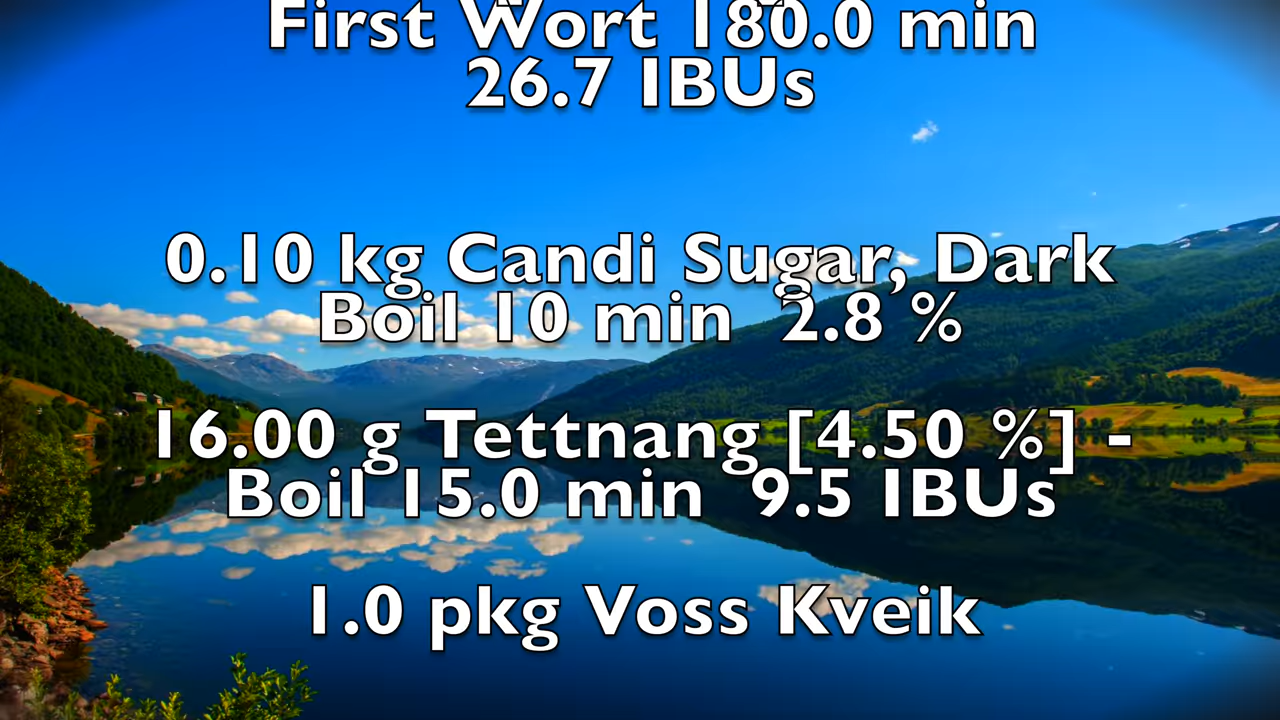 First Wort 180.0 min
26.7 IBUs
0.10 kg Candi Sugar, Dark
Boil 10 min 2.8 %
16.00 g Tettnang [4.50 %] -
Boil 15.0 min 9.5 IBUs
1.0 pkg Voss Kveik